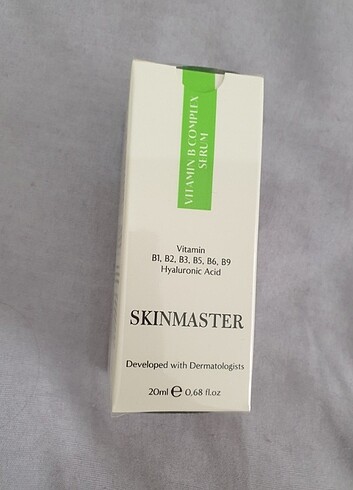 VITAMIN B COMPLEX
SERUM
Vitamin
B1, B2, B3, B5, B6, B9
Hyaluronic Acid
SKINMASTER
Developed with Dermatologists
20ml e 0,68 fl.oz